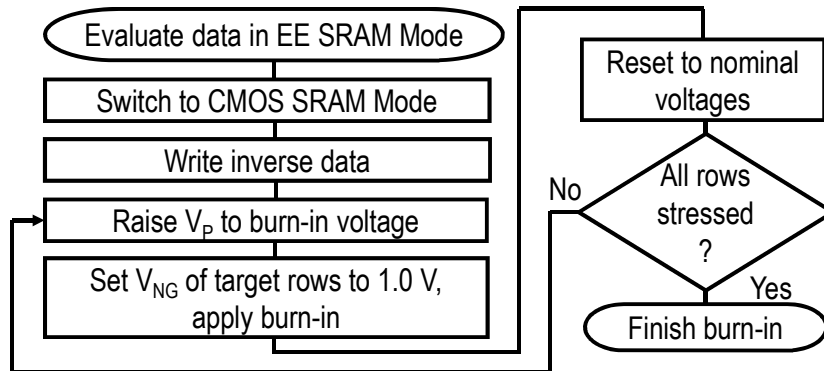 Evaluate data in EE SRAM Mode
Switch to CMOS SRAM Mode
Write inverse data
Raise V_P to burn-in voltage
Set V_NG of target rows to 1.0 V,
apply burn-in
Reset to nominal
voltages
All rows
stressed
?
No
Yes
Finish burn-in